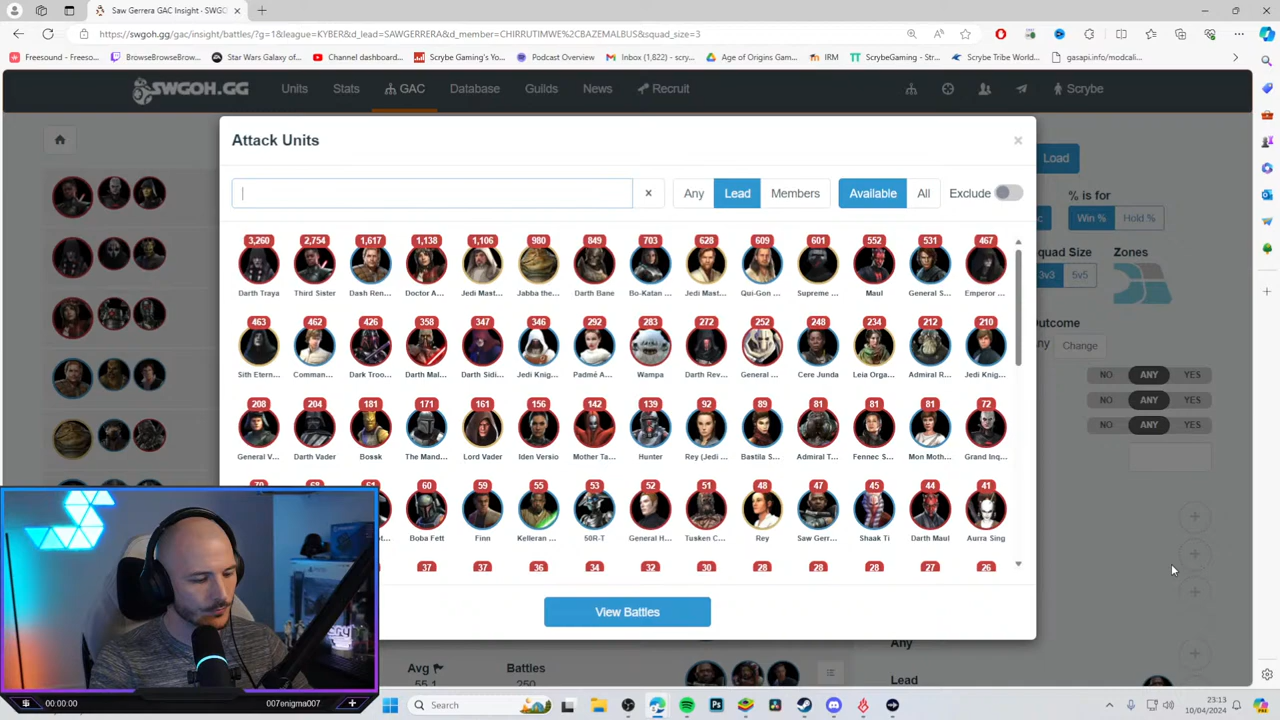 Saw Gerrera GAC Insight - Battles
https://swgoh.gg/gac/insight/battles/?g=1&league=KYBER&d_lead=SAWGERRERA&d_member=CHIRRUTIMWE%2CBAZEMALBUS&squad_size=3
Freesound - Freeso...
BrowseBrowseBrow...
Star Wars Galaxy of...
Channel dashboard...
Inbox (1,822) - scry...
Podcast Overview
Age of Origins Gam...
TT
ScrybeGaming - Tw...
Scrybe Tribe World...
gasapi.info/modcali...
SWGOH.GG
Units
Stats
GAC
Database
Guilds
News
Recruit
Scrybe
Attack Units
Any
Lead
Members
Available
All
Exclude
Load
% is for
Win %
Hold %
3,260 2,754 1,617 1,138 1,106 980 849 703 628 609 601 552 531 467
Darth Traya Third Sister Dash Ren... Doctor A... Jedi Mast... Jabba the... Darth Bane Bo-Katan ... Jedi Mast... Qui-Gon ... Supreme ... Maul General S... Emperor ...
Squad Size
Zones
3v3
5v5
463 462 426 358 347 346 292 283 272 252 248 234 212 210
Sith Etern... Comman... Dark Troo... Darth Mal... Darth Sidi... Jedi Knig... Padmé A... Wampa Darth Rev... General ... Cere Junda Leia Orga... Admiral R... Jedi Knig...
Outcome
Any
Change
NO ANY YES
NO ANY YES
NO ANY YES
208 204 181 171 161 156 142 139 92 89 81 81 81 72
General V... Darth Vader Bossk The Mand... Lord Vader Iden Versio Mother Ta... Hunter Rey (Jedi ... Bastila S... Admiral T... Fennec S... Mon Moth... Grand Inq...
60 59 55 53 52 51 48 47 45 44 41
Boba Fett Finn Kelleran ... 50R-T General H... Tusken C... Rey Saw Gerr... Shaak Ti Darth Maul Aurra Sing
37 37 36 34 32 30 28 28 28 27 26
View Battles
Any
Avg
55.1
Battles
250
Lead
00:00:00
007enigma007
Search
23:13
10/04/2024